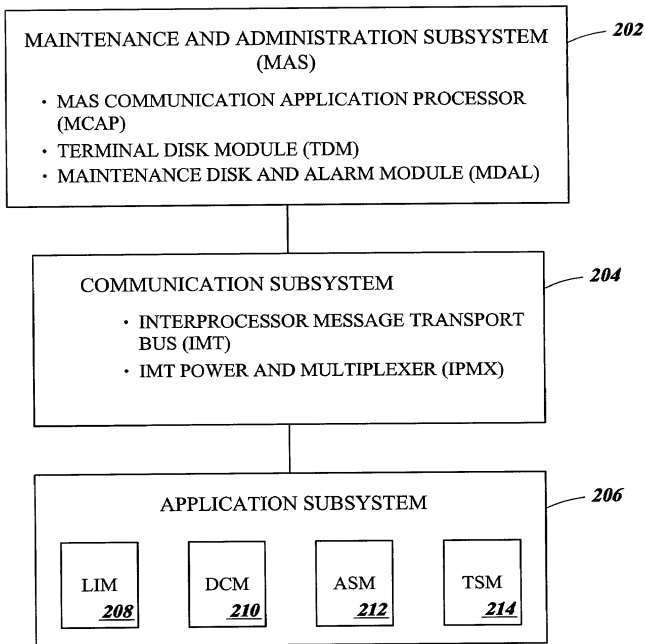 MAINTENANCE AND ADMINISTRATION SUBSYSTEM
(MAS)
202
· MAS COMMUNICATION APPLICATION PROCESSOR
(MCAP)
· TERMINAL DISK MODULE (TDM)
· MAINTENANCE DISK AND ALARM MODULE (MDAL)
COMMUNICATION SUBSYSTEM
204
· INTERPROCESSOR MESSAGE TRANSPORT
BUS (IMT)
· IMT POWER AND MULTIPLEXER (IPMX)
APPLICATION SUBSYSTEM
206
LIM
208
DCM
210
ASM
212
TSM
214